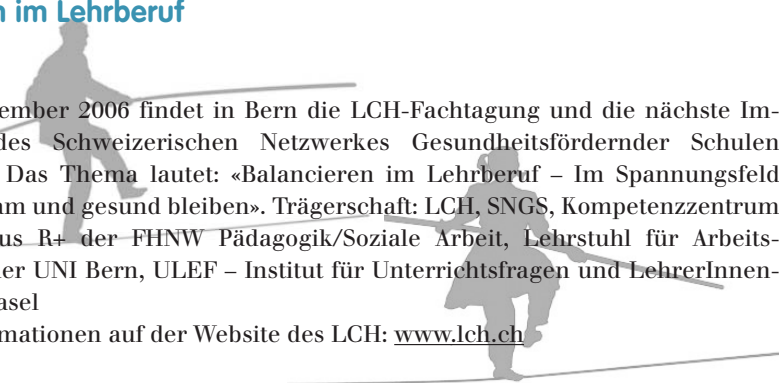 n im Lehrberuf
ember 2006 findet in Bern die LCH-Fachtagung und die nächste Im-
des Schweizerischen Netzwerkes Gesundheitsfördernder Schulen
Das Thema lautet: «Balancieren im Lehrberuf – Im Spannungsfeld
am und gesund bleiben». Trägerschaft: LCH, SNGS, Kompetenzzentrum
us R+ der FHNW Pädagogik/Soziale Arbeit, Lehrstuhl für Arbeits-
er UNI Bern, ULEF – Institut für Unterrichtsfragen und LehrerInnen-
asel
rmationen auf der Website des LCH: www.lch.ch